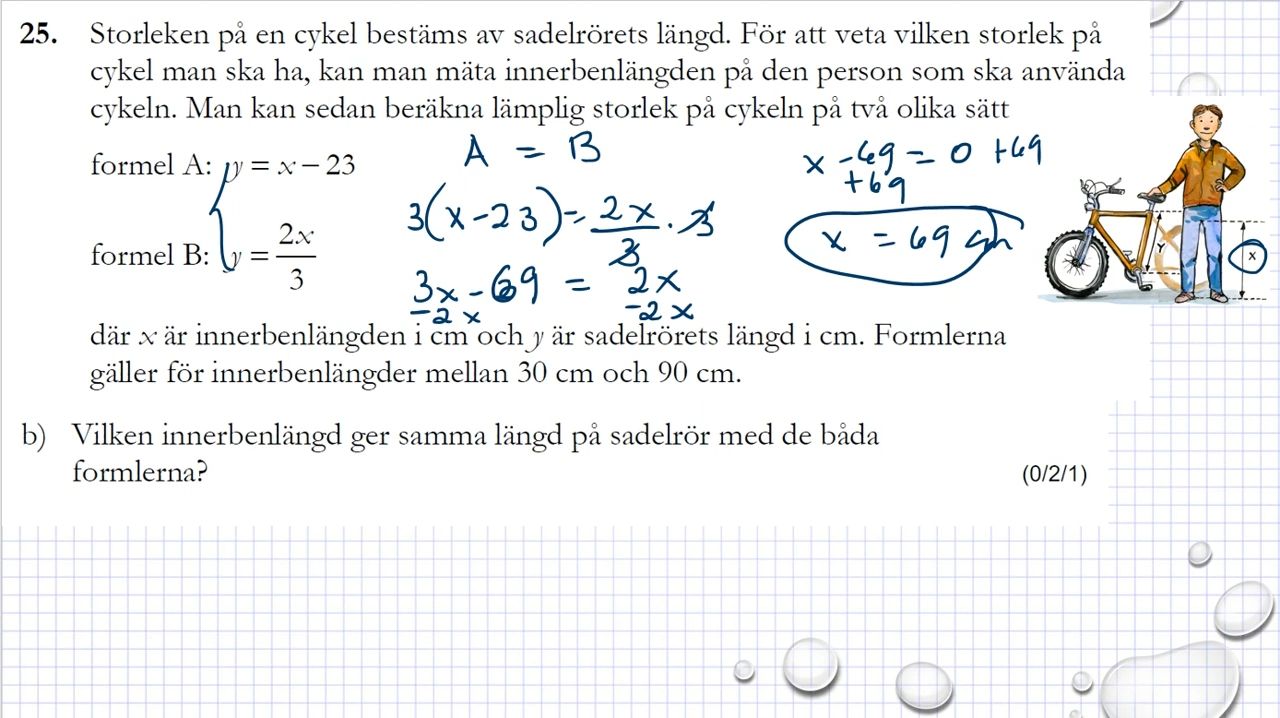 25. Storleken på en cykel bestäms av sadelrörets längd. För att veta vilken storlek på
cykel man ska ha, kan man mäta innerbenlängden på den person som ska använda
cykeln. Man kan sedan beräkna lämplig storlek på cykeln på två olika sätt
A = B
x - 69 = 0 + 69
+69
formel A: y = x − 23
3(x - 23) = 2x/3 · 3
x = 69 cm
formel B: y = 2x/3
3x - 69 = 2x
-2x -2x
Y
x
där x är innerbenlängden i cm och y är sadelrörets längd i cm. Formlerna
gäller för innerbenlängder mellan 30 cm och 90 cm.
b) Vilken innerbenlängd ger samma längd på sadelrör med de båda
formlerna?
(0/2/1)